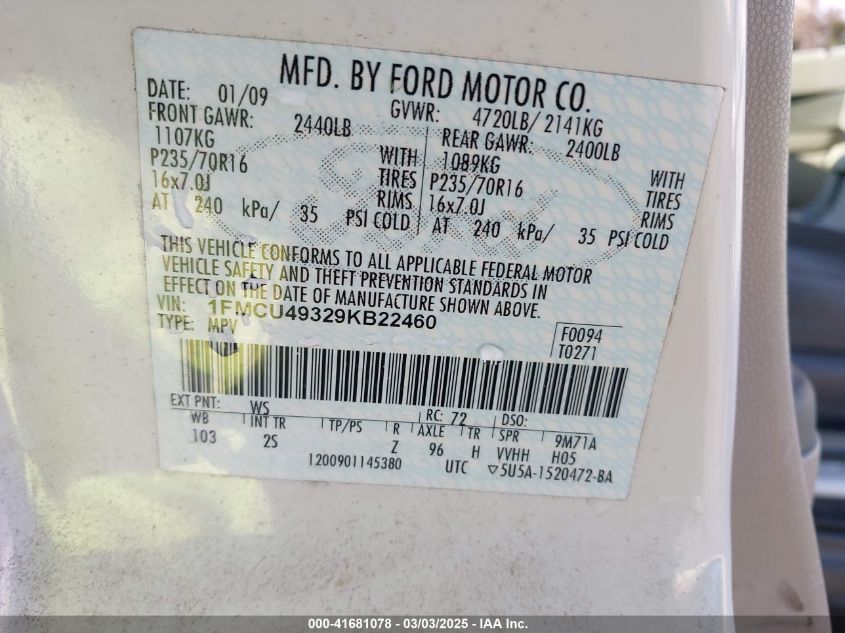 MFD. BY FORD MOTOR CO.
DATE: 01/09 GVWR: 4720LB/ 2141KG
FRONT GAWR: 2440LB REAR GAWR: 2400LB
1107KG WITH 1089KG WITH
P235/70R16 TIRES P235/70R16 TIRES
16x7.0J RIMS 16x7.0J RIMS
AT 240 kPa/ 35 PSI COLD AT 240 kPa/ 35 PSI COLD
THIS VEHICLE CONFORMS TO ALL APPLICABLE FEDERAL MOTOR
VEHICLE SAFETY AND THEFT PREVENTION STANDARDS IN
EFFECT ON THE DATE OF MANUFACTURE SHOWN ABOVE.
VIN: 1FMCU49329KB22460
TYPE: MPV
F0094
T0271
EXT PNT: WS RC: 72 DSO:
WB INT TR TP/PS R AXLE TR SPR 9M71A
103 2S Z 96 H VVHH H05
1200901145380 UTC ▽5U5A-1520472-BA
Ford
000-41681078 - 03/03/2025 - IAAI Inc.